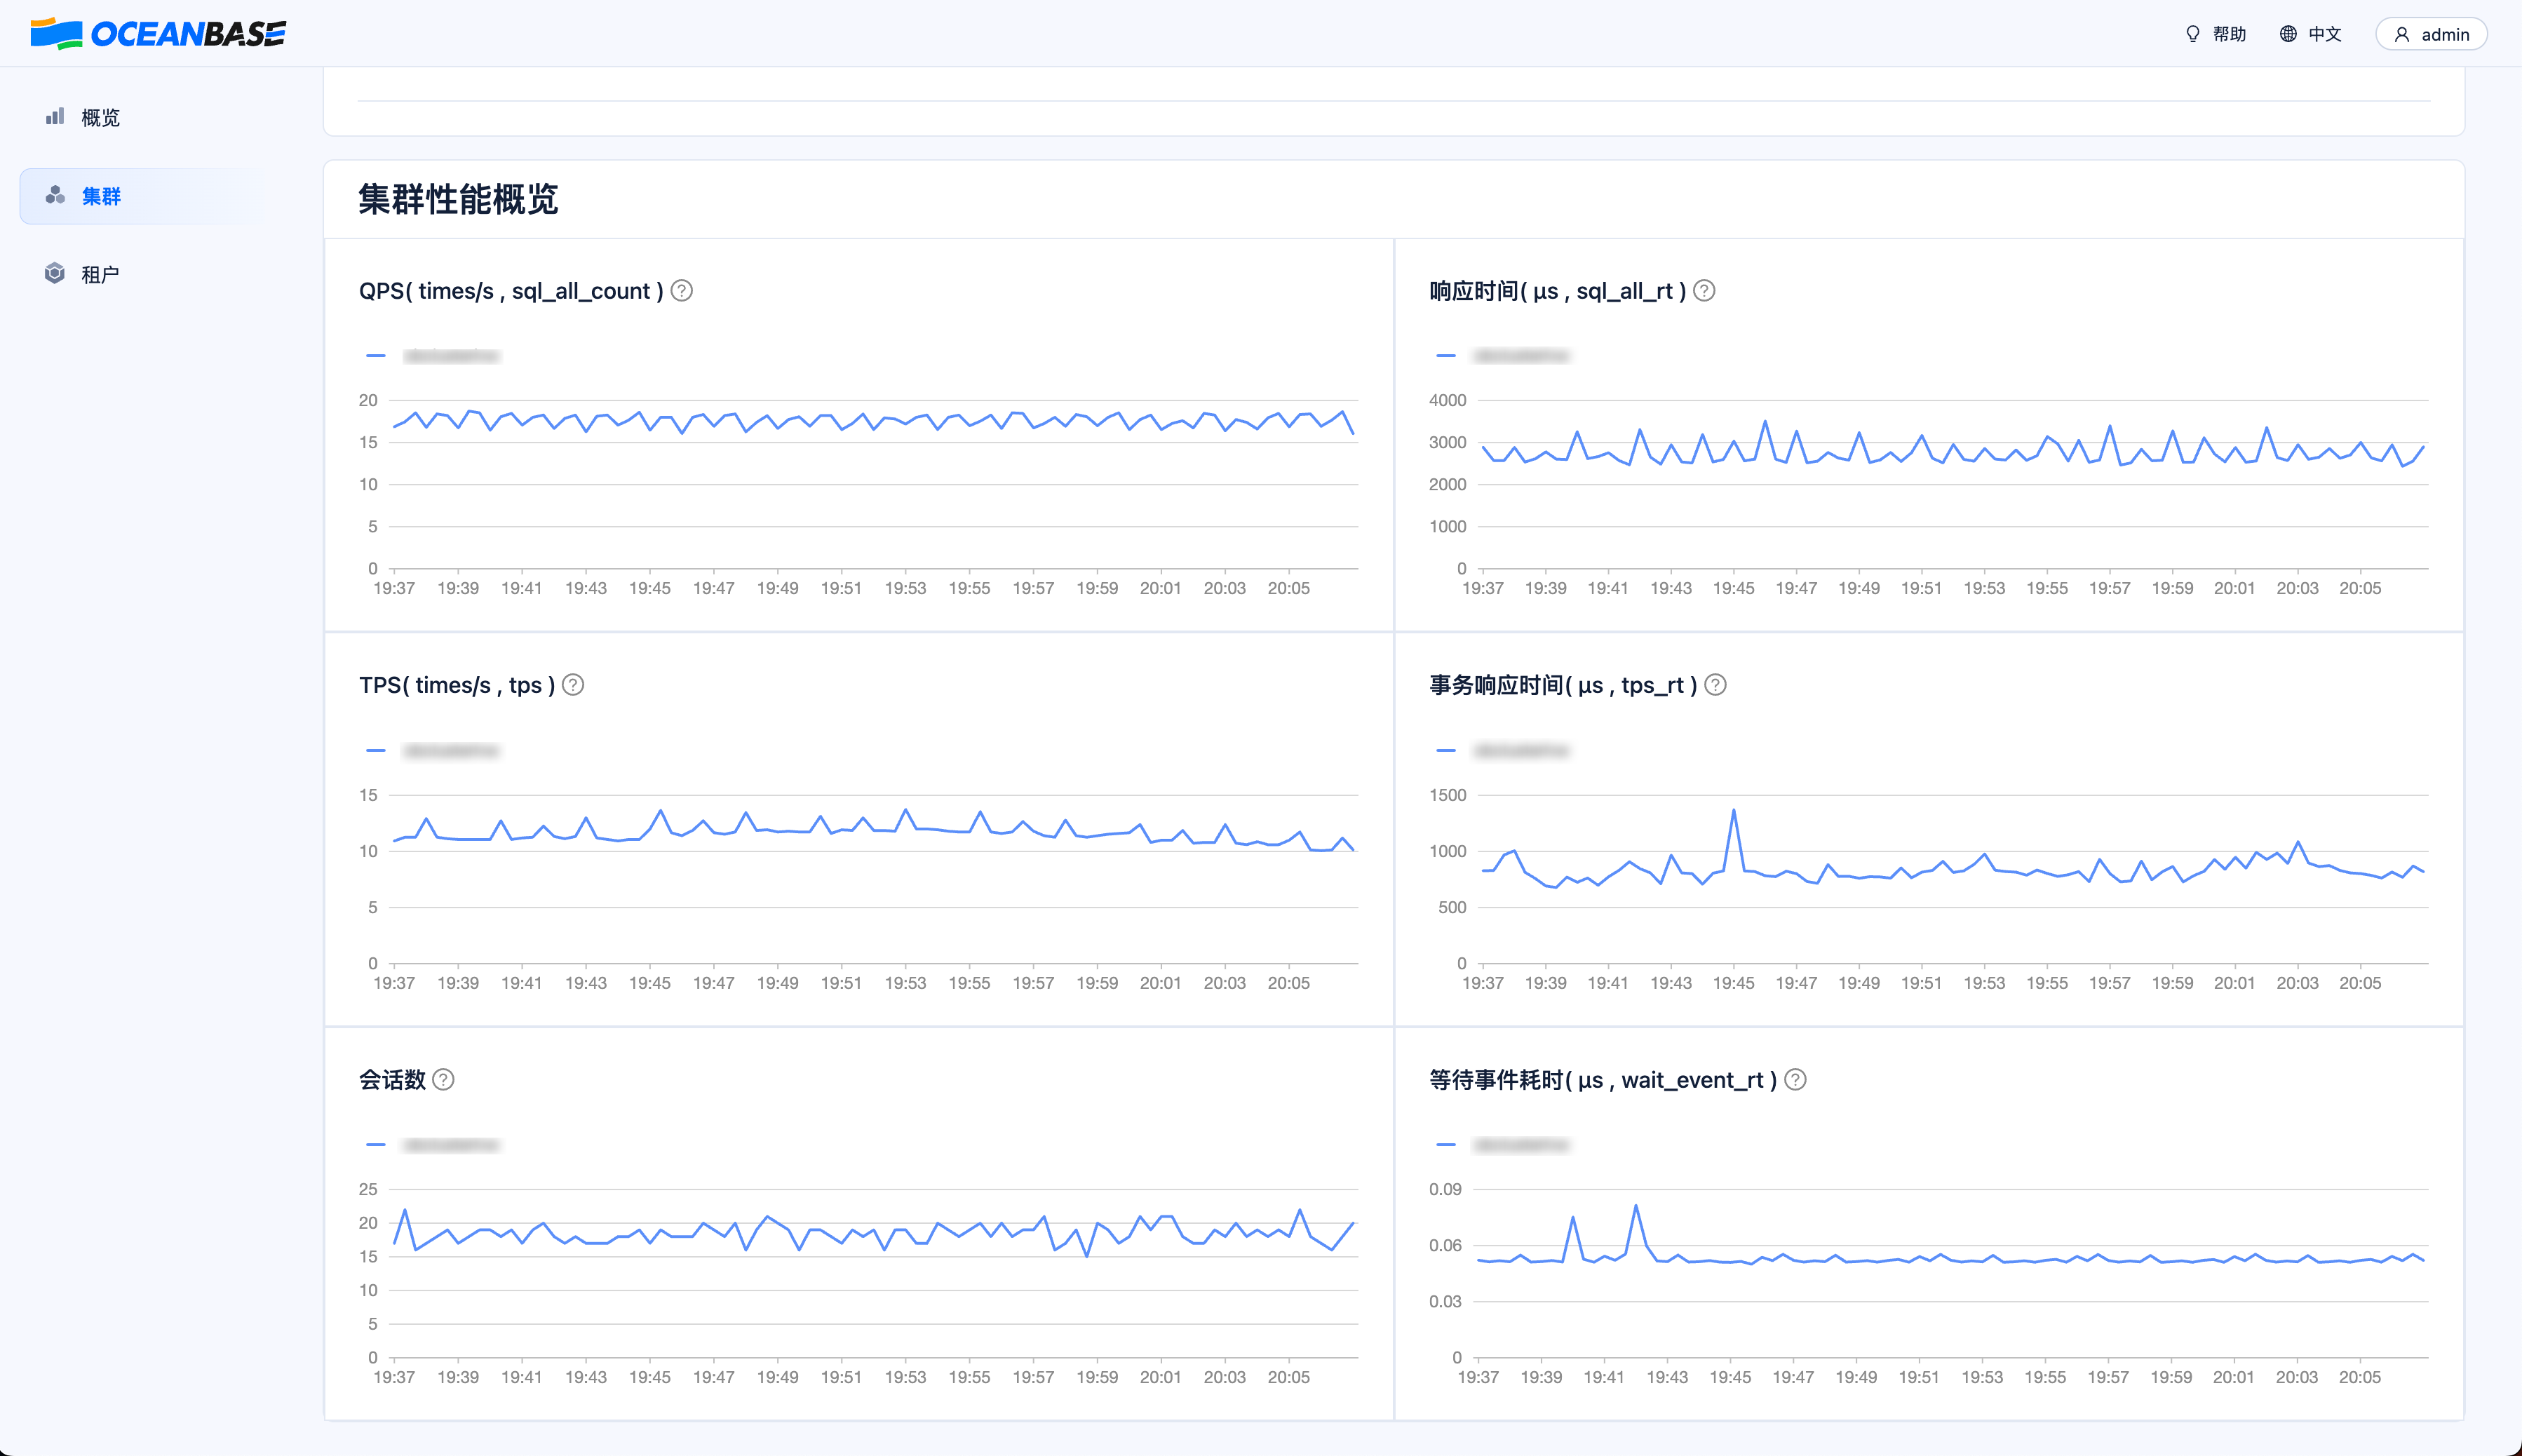 OCEANBASE
帮助 中文 admin
概览
集群
租户
集群性能概览
QPS( times/s , sql_all_count )
20
15
10
5
0
19:37 19:39 19:41 19:43 19:45 19:47 19:49 19:51 19:53 19:55 19:57 19:59 20:01 20:03 20:05
响应时间( µs , sql_all_rt )
4000
3000
2000
1000
0
19:37 19:39 19:41 19:43 19:45 19:47 19:49 19:51 19:53 19:55 19:57 19:59 20:01 20:03 20:05
TPS( times/s , tps )
15
10
5
0
19:37 19:39 19:41 19:43 19:45 19:47 19:49 19:51 19:53 19:55 19:57 19:59 20:01 20:03 20:05
事务响应时间( µs , tps_rt )
1500
1000
500
0
19:37 19:39 19:41 19:43 19:45 19:47 19:49 19:51 19:53 19:55 19:57 19:59 20:01 20:03 20:05
会话数
25
20
15
10
5
0
19:37 19:39 19:41 19:43 19:45 19:47 19:49 19:51 19:53 19:55 19:57 19:59 20:01 20:03 20:05
等待事件耗时( µs , wait_event_rt )
0.09
0.06
0.03
0
19:37 19:39 19:41 19:43 19:45 19:47 19:49 19:51 19:53 19:55 19:57 19:59 20:01 20:03 20:05